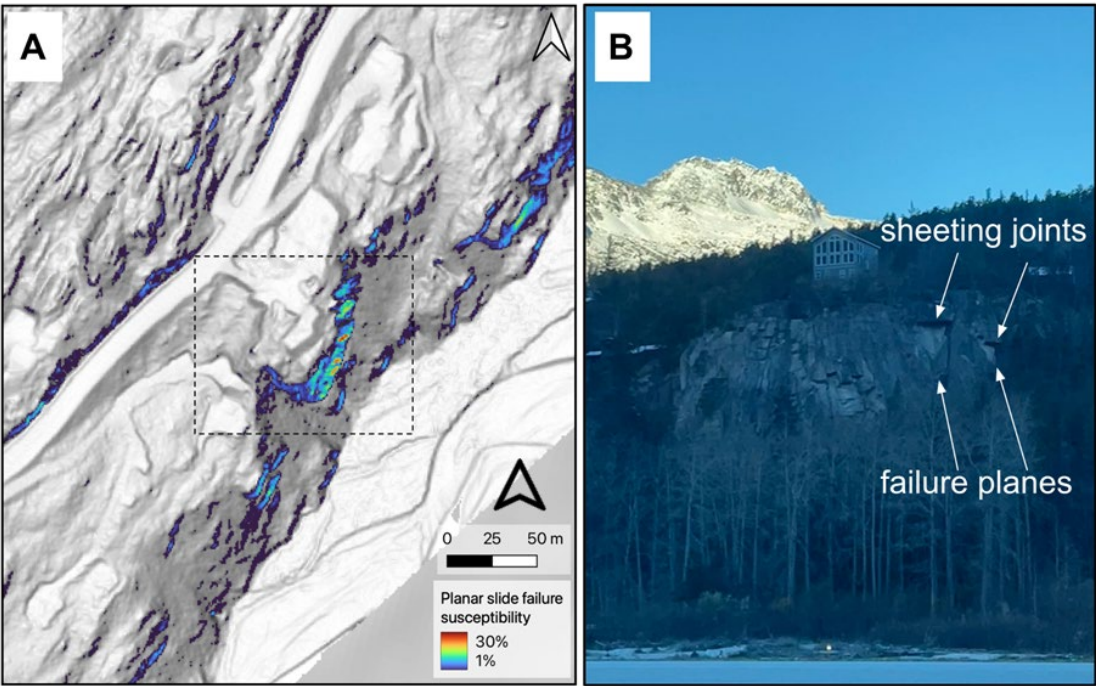 A
0 25 50 m
Planar slide failure
susceptibility
30%
1%
B
sheeting joints
failure planes